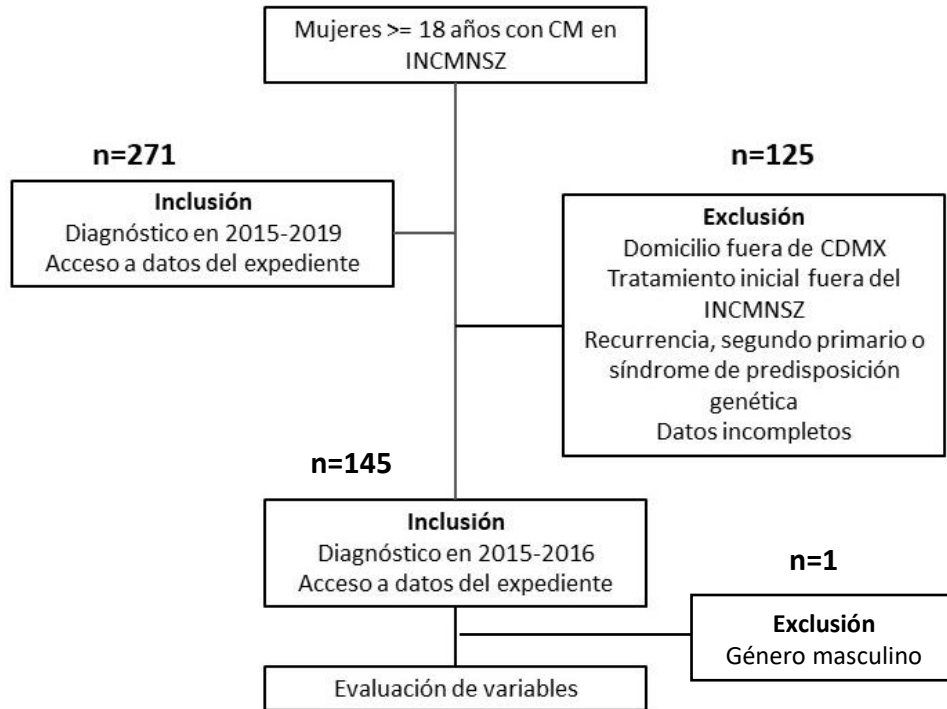 Mujeres >= 18 años con CM en
INCMNSZ
n=271
Inclusión
Diagnóstico en 2015-2019
Acceso a datos del expediente
n=125
Exclusión
Domicilio fuera de CDMX
Tratamiento inicial fuera del
INCMNSZ
Recurrencia, segundo primario o
síndrome de predisposición
genética
Datos incompletos
n=145
Inclusión
Diagnóstico en 2015-2016
Acceso a datos del expediente
n=1
Exclusión
Género masculino
Evaluación de variables